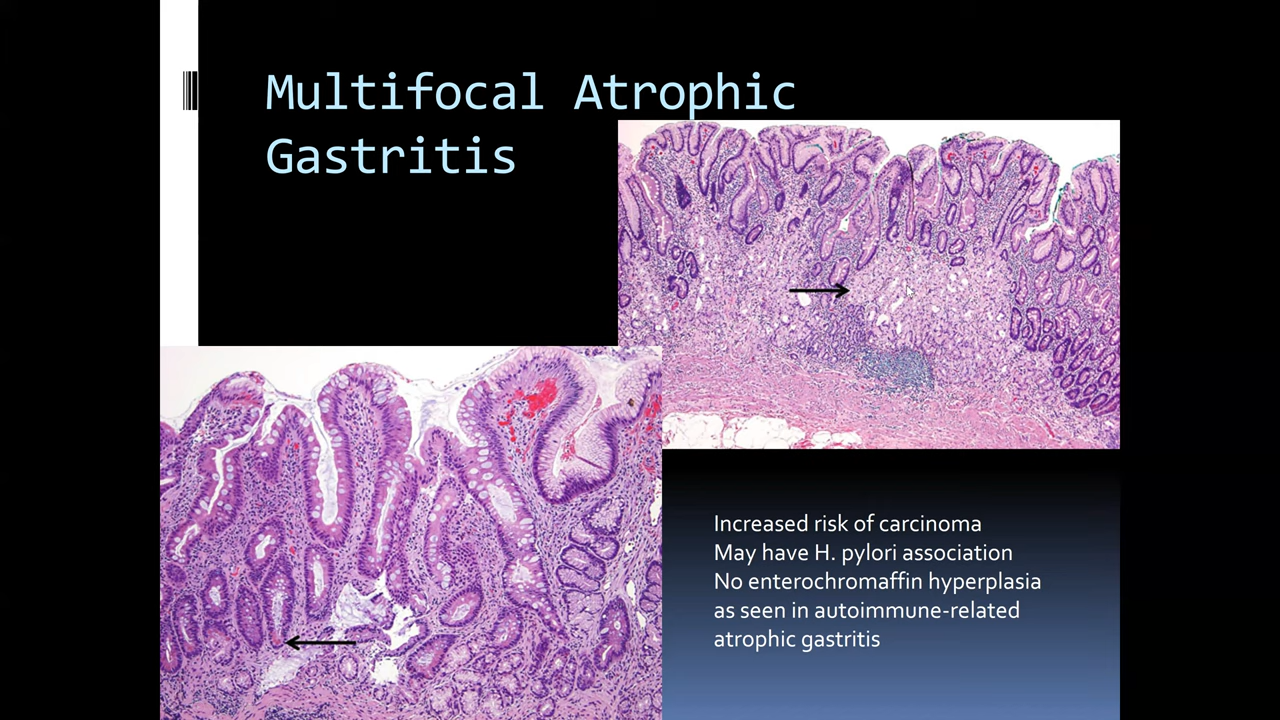 Multifocal Atrophic
Gastritis
Increased risk of carcinoma
May have H. pylori association
No enterochromaffin hyperplasia
as seen in autoimmune-related
atrophic gastritis